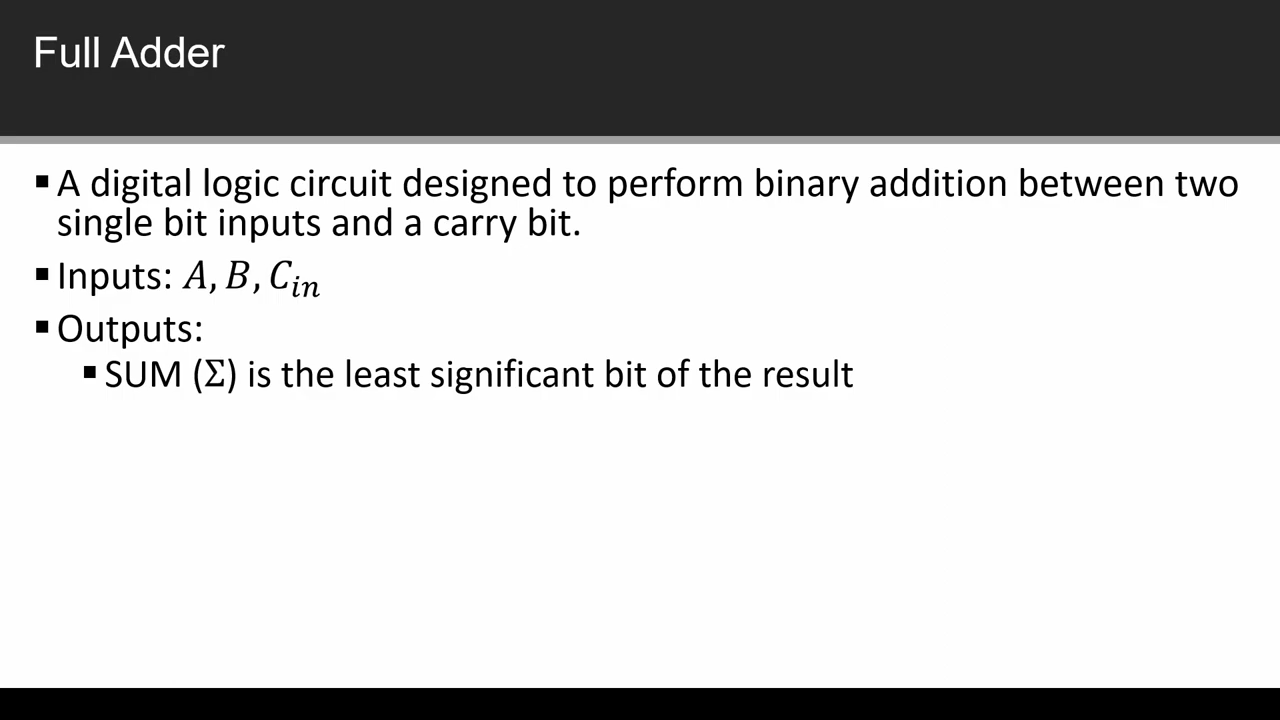 Full Adder
▪ A digital logic circuit designed to perform binary addition between two
single bit inputs and a carry bit.
▪ Inputs: A, B, C_in
▪ Outputs:
▪ SUM (Σ) is the least significant bit of the result